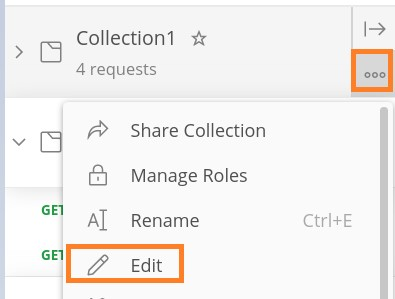 Collection1
4 requests
Share Collection
Manage Roles
Rename Ctrl+E
GET
Edit
GET